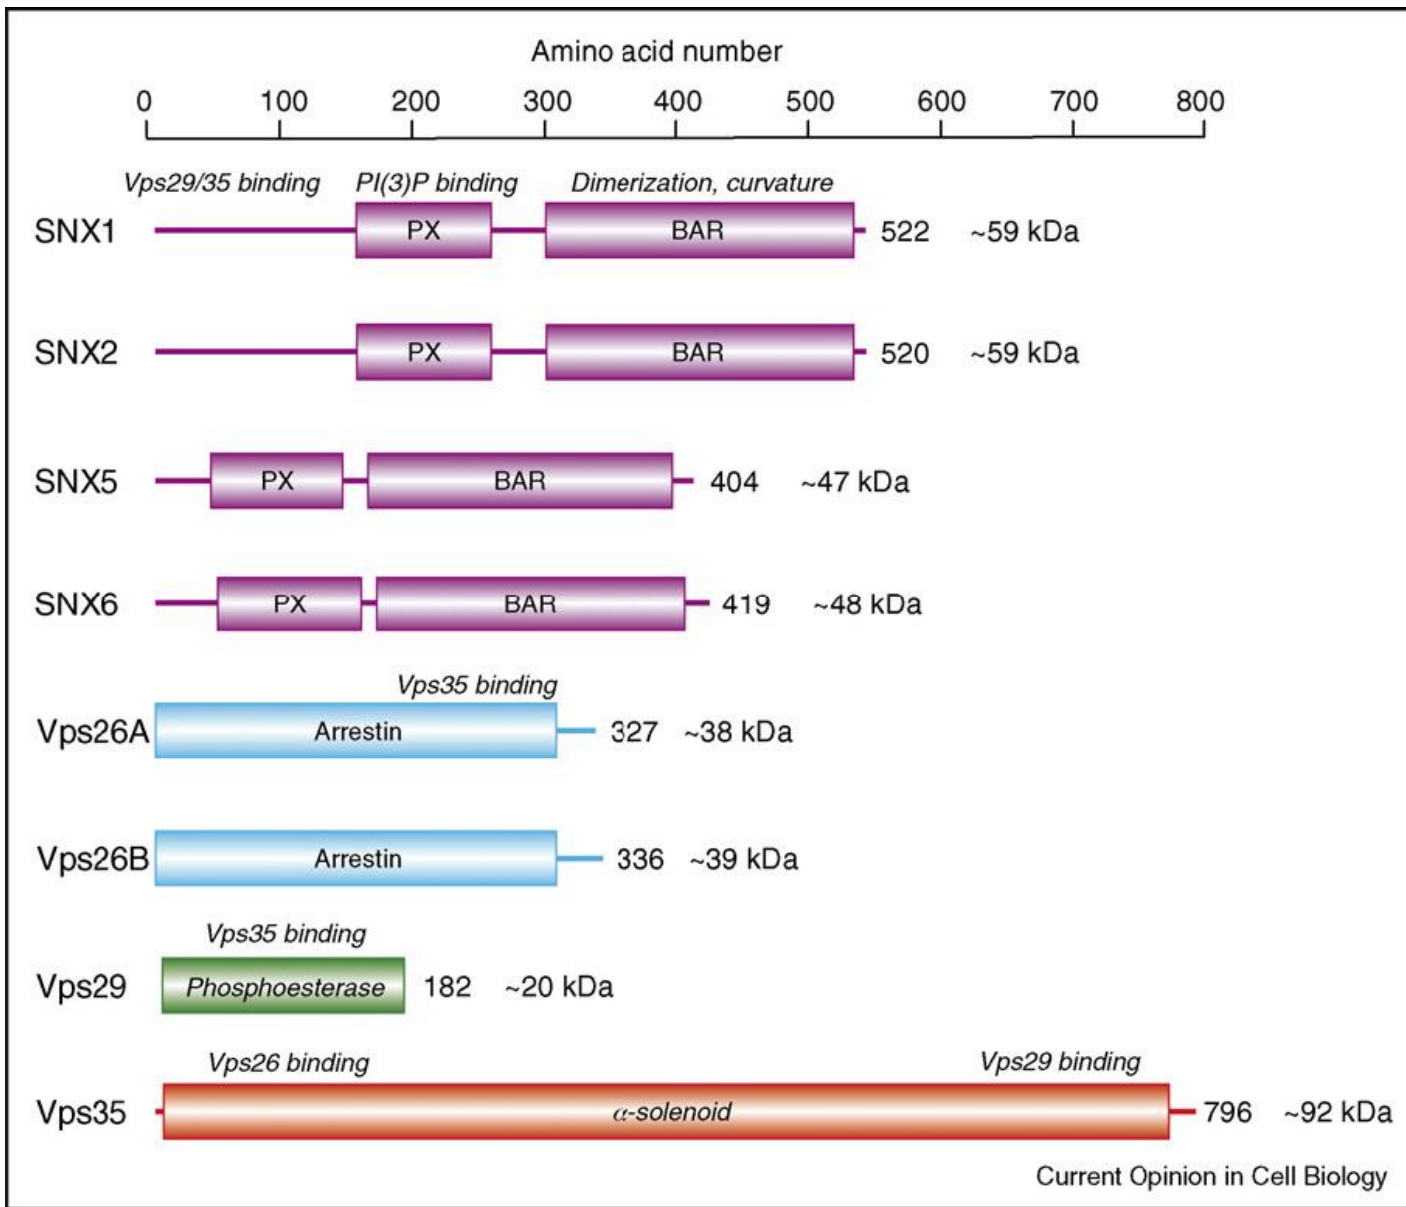 Amino acid number
0 100 200 300 400 500 600 700 800
Vps29/35 binding PI(3)P binding Dimerization, curvature
SNX1 PX BAR 522 ~59 kDa
SNX2 PX BAR 520 ~59 kDa
SNX5 PX BAR 404 ~47 kDa
SNX6 PX BAR 419 ~48 kDa
Vps35 binding
Vps26A Arrestin 327 ~38 kDa
Vps26B Arrestin 336 ~39 kDa
Vps35 binding
Vps29 Phosphoesterase 182 ~20 kDa
Vps26 binding Vps29 binding
Vps35 α-solenoid 796 ~92 kDa
Current Opinion in Cell Biology